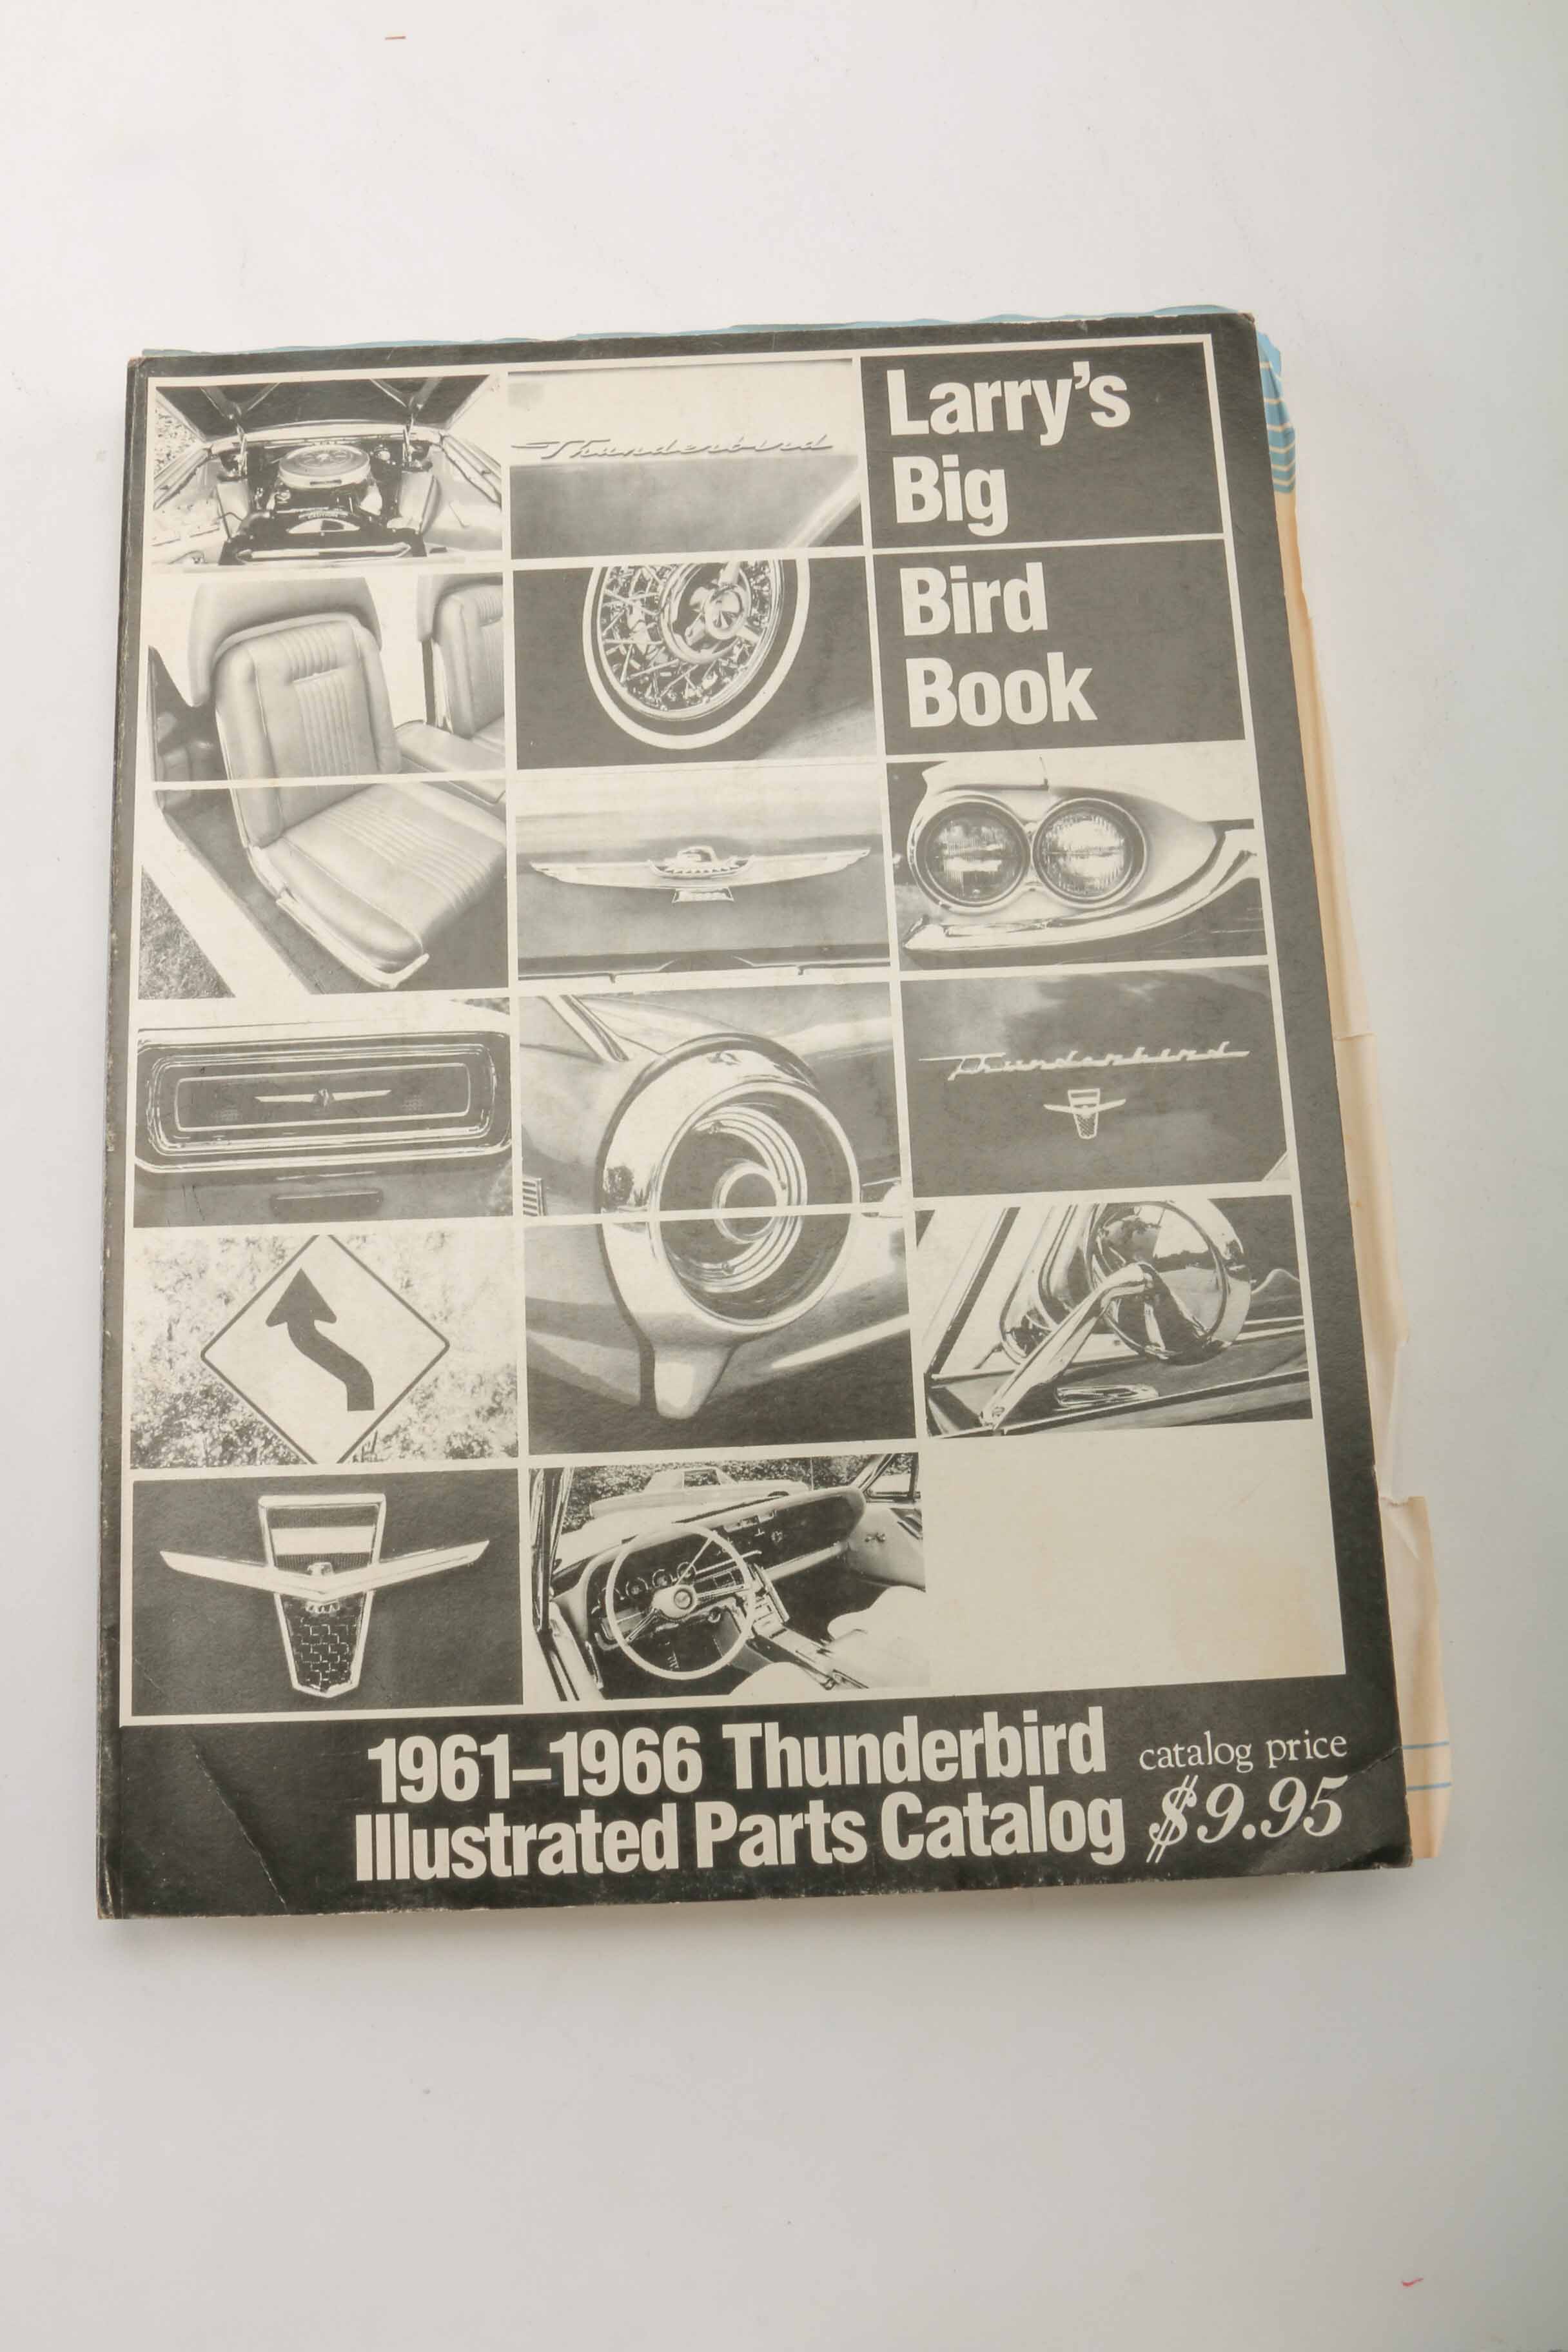 Larry's
Big
Bird
Book
Thunderbird
Thunderbird
1961–1966 Thunderbird
Illustrated Parts Catalog
catalog price
$9.95